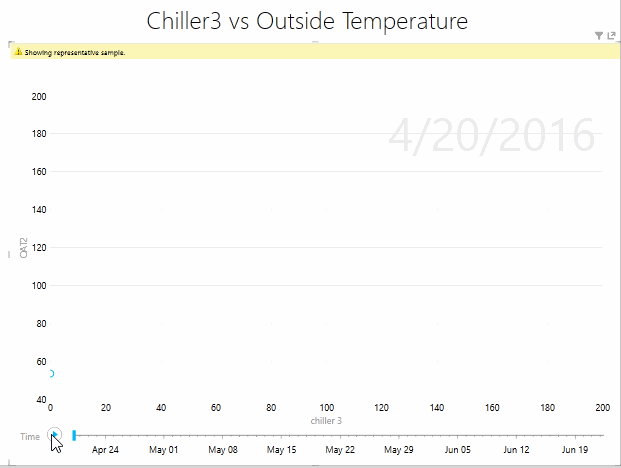 Chiller3 vs Outside Temperature
Showing representative sample.
4/20/2016
200
180
160
140
120
100
80
60
40
OAT2
0 20 40 60 80 100 120 140 160 180 200
chiller 3
Time
Apr 24 May 01 May 08 May 15 May 22 May 29 Jun 05 Jun 12 Jun 19